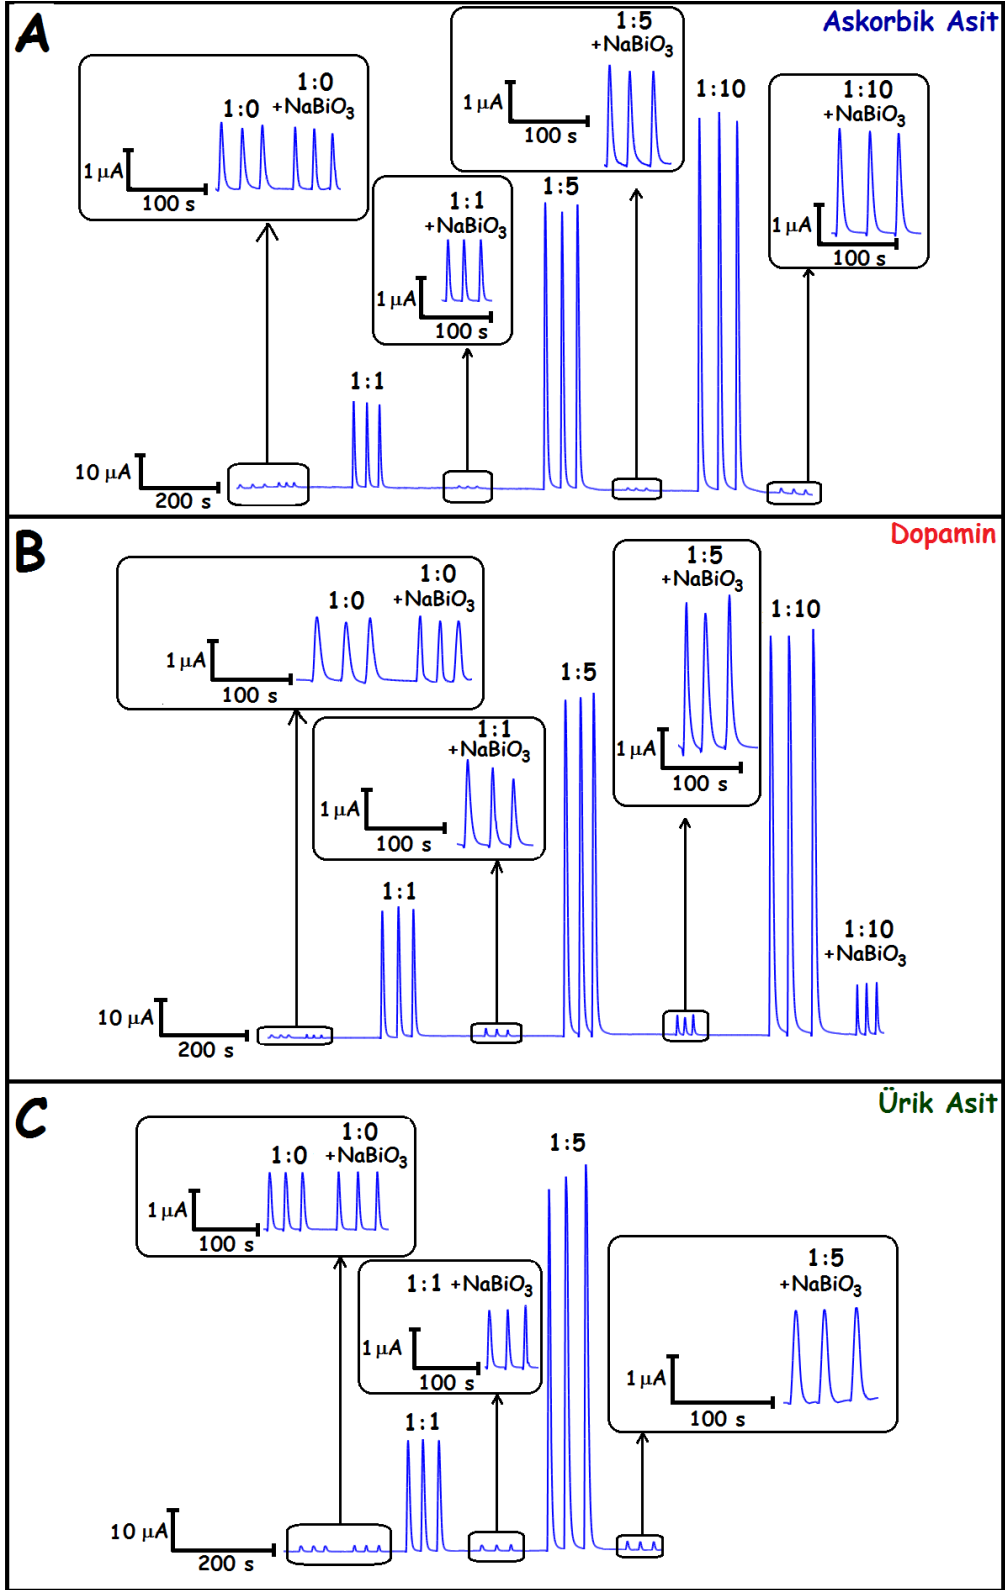 A
Askorbik Asit
1:0
1:0
+NaBiO₃
1 µA
100 s
1:1
+NaBiO₃
1 µA
100 s
1:5
+NaBiO₃
1 µA
100 s
1:10
+NaBiO₃
1 µA
100 s
1:1
1:5
1:10
10 µA
200 s
B
Dopamin
1:0
1:0
+NaBiO₃
1 µA
100 s
1:1
+NaBiO₃
1 µA
100 s
1:5
+NaBiO₃
1 µA
100 s
1:1
1:5
1:10
1:10
+NaBiO₃
10 µA
200 s
C
Ürik Asit
1:0
1:0
+NaBiO₃
1 µA
100 s
1:1 +NaBiO₃
1 µA
100 s
1:5
+NaBiO₃
1 µA
100 s
1:1
1:5
10 µA
200 s